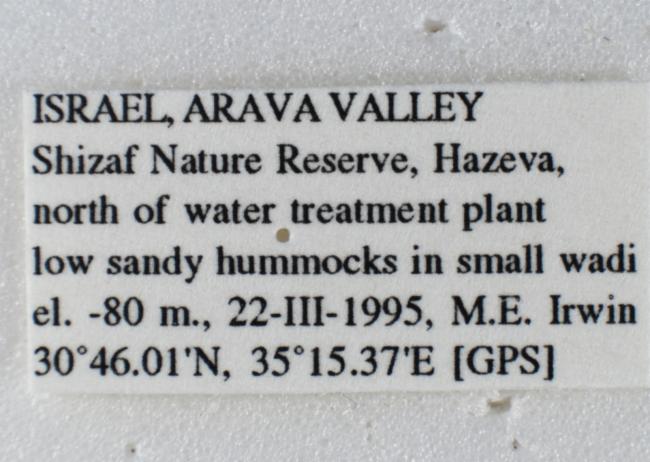 ISRAEL, ARAVA VALLEY
Shizaf Nature Reserve, Hazeva,
north of water treatment plant
low sandy hummocks in small wadi
el. -80 m., 22-III-1995, M.E. Irwin
30°46.01'N, 35°15.37'E [GPS]